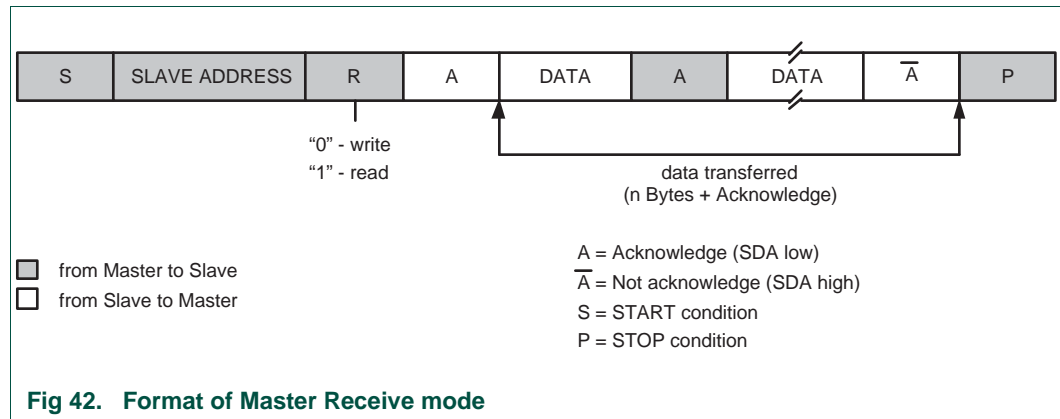 S SLAVE ADDRESS R A DATA A DATA A̅ P
“0” - write
“1” - read
data transferred
(n Bytes + Acknowledge)
from Master to Slave
from Slave to Master
A = Acknowledge (SDA low)
A̅ = Not acknowledge (SDA high)
S = START condition
P = STOP condition
Fig 42. Format of Master Receive mode